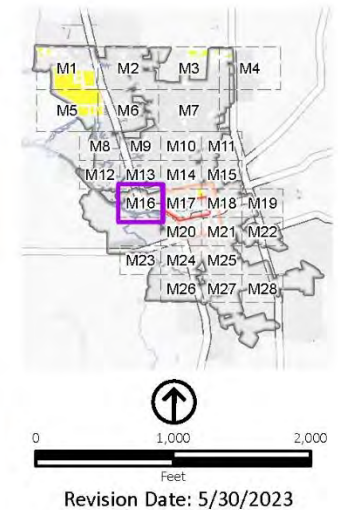 M1 M2 M3 M4
M5 M6 M7
M8 M9 M10 M11
M12 M13 M14 M15
M16 M17 M18 M19
M20 M21 M22
M23 M24 M25
M26 M27 M28
0 1,000 2,000
Feet
Revision Date: 5/30/2023